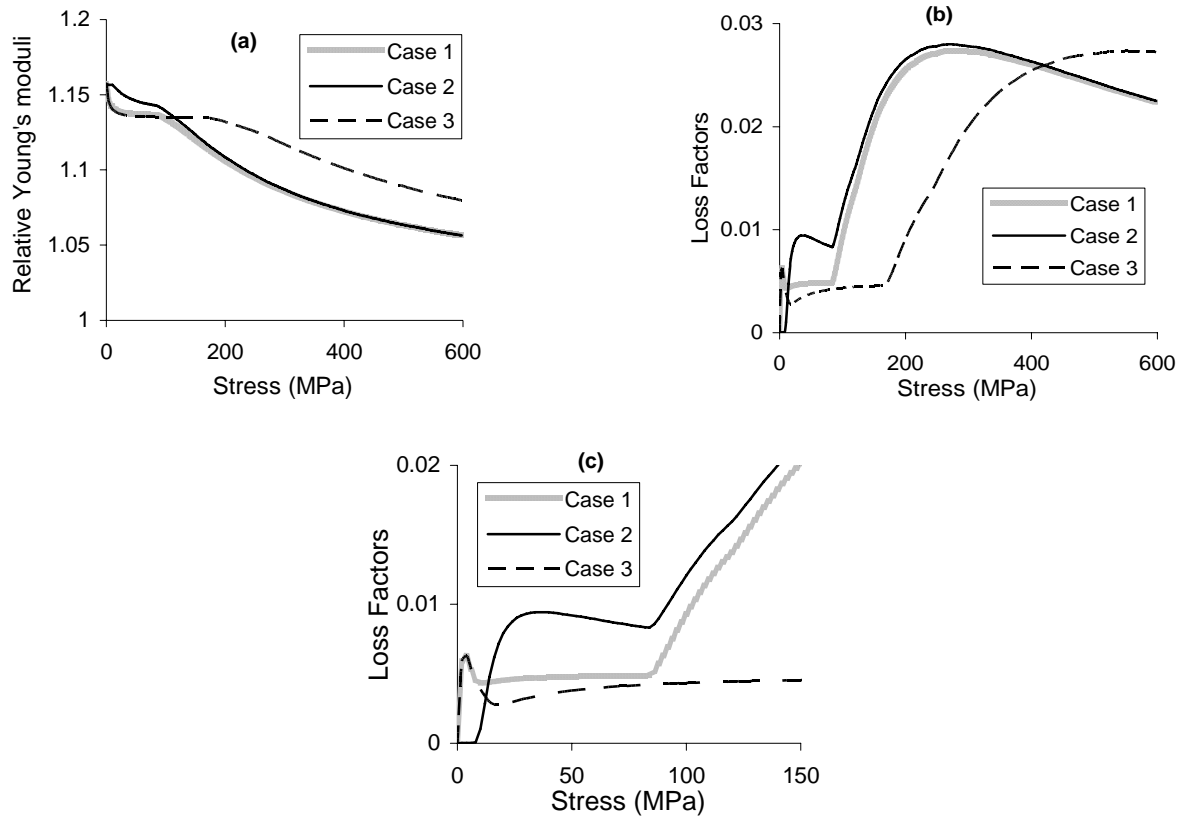 (a)
Relative Young's moduli
1.2
1.15
1.1
1.05
1
Case 1
Case 2
Case 3
0 200 400 600
Stress (MPa)
(b)
Loss Factors
0.03
0.02
0.01
0
Case 1
Case 2
Case 3
0 200 400 600
Stress (MPa)
(c)
Loss Factors
0.02
0.01
0
Case 1
Case 2
Case 3
0 50 100 150
Stress (MPa)